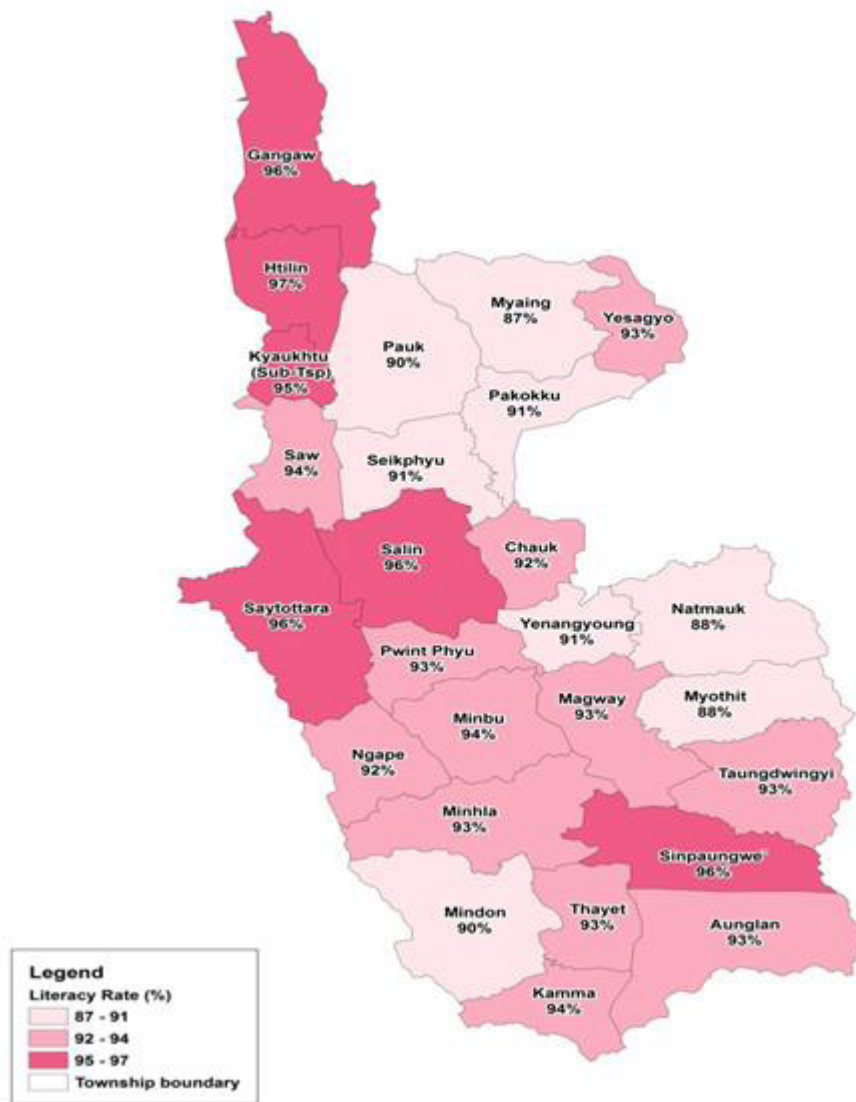 Gangaw
96%
Htilin
97%
Kyaukhtu
(Sub-Tsp)
95%
Pauk
90%
Myaing
87%
Yesagyo
93%
Pakokku
91%
Saw
94%
Seikphyu
91%
Salin
96%
Chauk
92%
Saytottara
96%
Yenangyoung
91%
Natmauk
88%
Pwint Phyu
93%
Magway
93%
Myothit
88%
Minbu
94%
Ngape
92%
Taungdwingyi
93%
Minhla
93%
Sinpaungwe'
96%
Mindon
90%
Thayet
93%
Aunglan
93%
Kamma
94%
Legend
Literacy Rate (%)
87 - 91
92 - 94
95 - 97
Township boundary